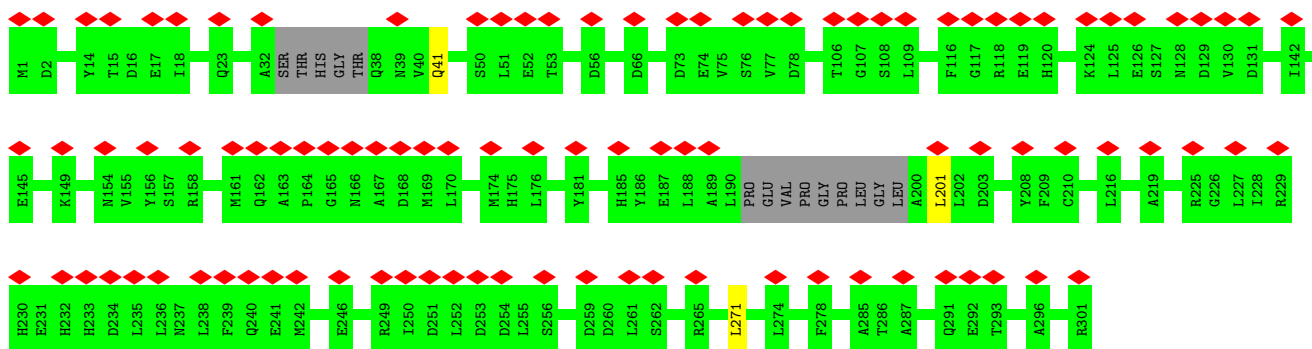 M1 D2 Y14 T15 D16 E17 I18 Q23 A32 SER THR HIS GLY THR Q38 N39 V40 Q41 S50 L51 E52 T53 D56 D66 D73 E74 V75 S76 V77 D78 T106 G107 S108 L109 F116 G117 R118 E119 H120 K124 L125 E126 S127 N128 D129 V130 D131 I142
E145 K149 N154 V155 Y156 S157 R158 M161 Q162 A163 P164 G165 N166 A167 D168 M169 L170 M174 H175 L176 Y181 H185 Y186 E187 L188 A189 L190 PRO GLU VAL PRO GLY PRO LEU GLY LEU A200 L201 L202 D203 Y208 F209 C210 L216 A219 R225 G226 L227 I228 R229
H230 E231 H232 H233 D234 L235 L236 N237 L238 F239 Q240 E241 M242 E246 R249 I250 D251 L252 D253 D254 L255 S256 D259 D260 L261 S262 R265 L271 L274 F278 A285 T286 A287 Q291 E292 T293 A296 R301